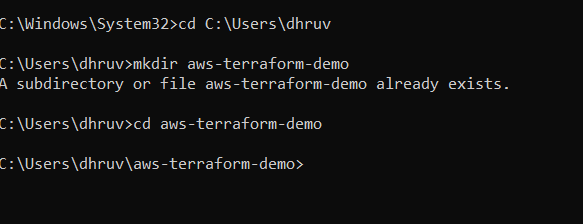 C:\Windows\System32>cd C:\Users\dhruv
C:\Users\dhruv>mkdir aws-terraform-demo
A subdirectory or file aws-terraform-demo already exists.
C:\Users\dhruv>cd aws-terraform-demo
C:\Users\dhruv\aws-terraform-demo>